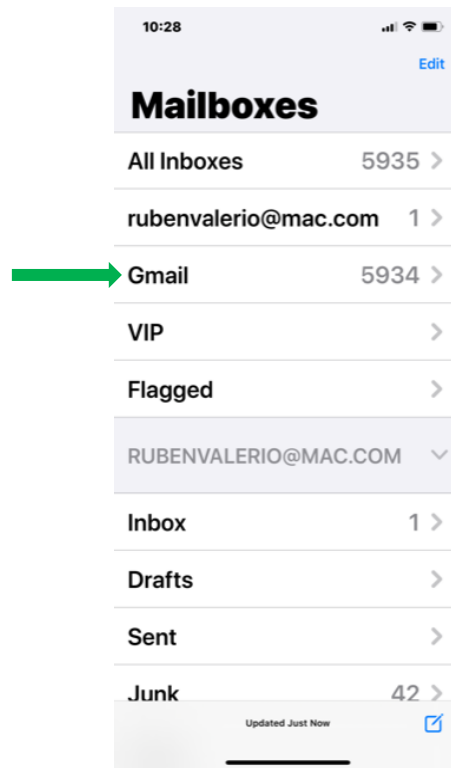 10:28
Edit
Mailboxes
All Inboxes 5935
rubenvalerio@mac.com 1
Gmail 5934
VIP
Flagged
RUBENVALERIO@MAC.COM
Inbox 1
Drafts
Sent
Junk 42
Updated Just Now